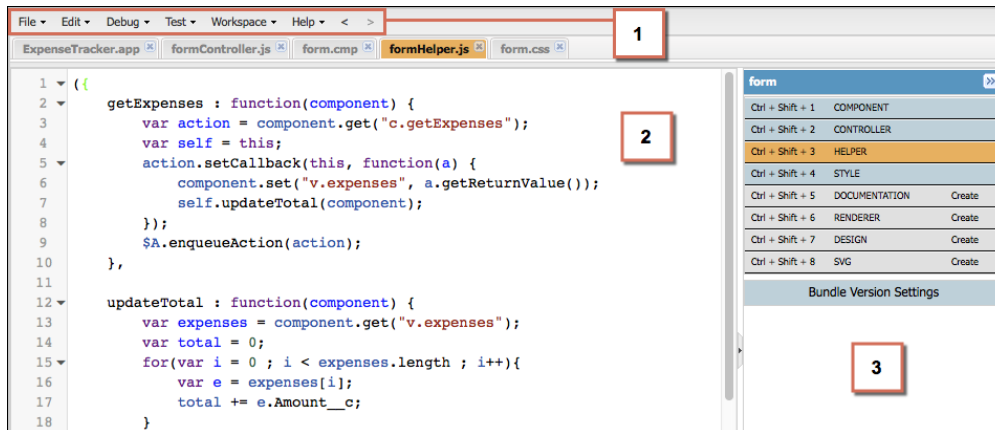 File Edit Debug Test Workspace Help < >
1
ExpenseTracker.app formController.js form.cmp formHelper.js form.css
1 ({
2 getExpenses : function(component) {
3 var action = component.get("c.getExpenses");
4 var self = this;
5 action.setCallback(this, function(a) {
6 component.set("v.expenses", a.getReturnValue());
7 self.updateTotal(component);
8 });
9 $A.enqueueAction(action);
10 },
11
12 updateTotal : function(component) {
13 var expenses = component.get("v.expenses");
14 var total = 0;
15 for(var i = 0 ; i < expenses.length ; i++){
16 var e = expenses[i];
17 total += e.Amount__c;
18 }
2
form
Ctrl + Shift + 1 COMPONENT
Ctrl + Shift + 2 CONTROLLER
Ctrl + Shift + 3 HELPER
Ctrl + Shift + 4 STYLE
Ctrl + Shift + 5 DOCUMENTATION Create
Ctrl + Shift + 6 RENDERER Create
Ctrl + Shift + 7 DESIGN Create
Ctrl + Shift + 8 SVG Create
Bundle Version Settings
3